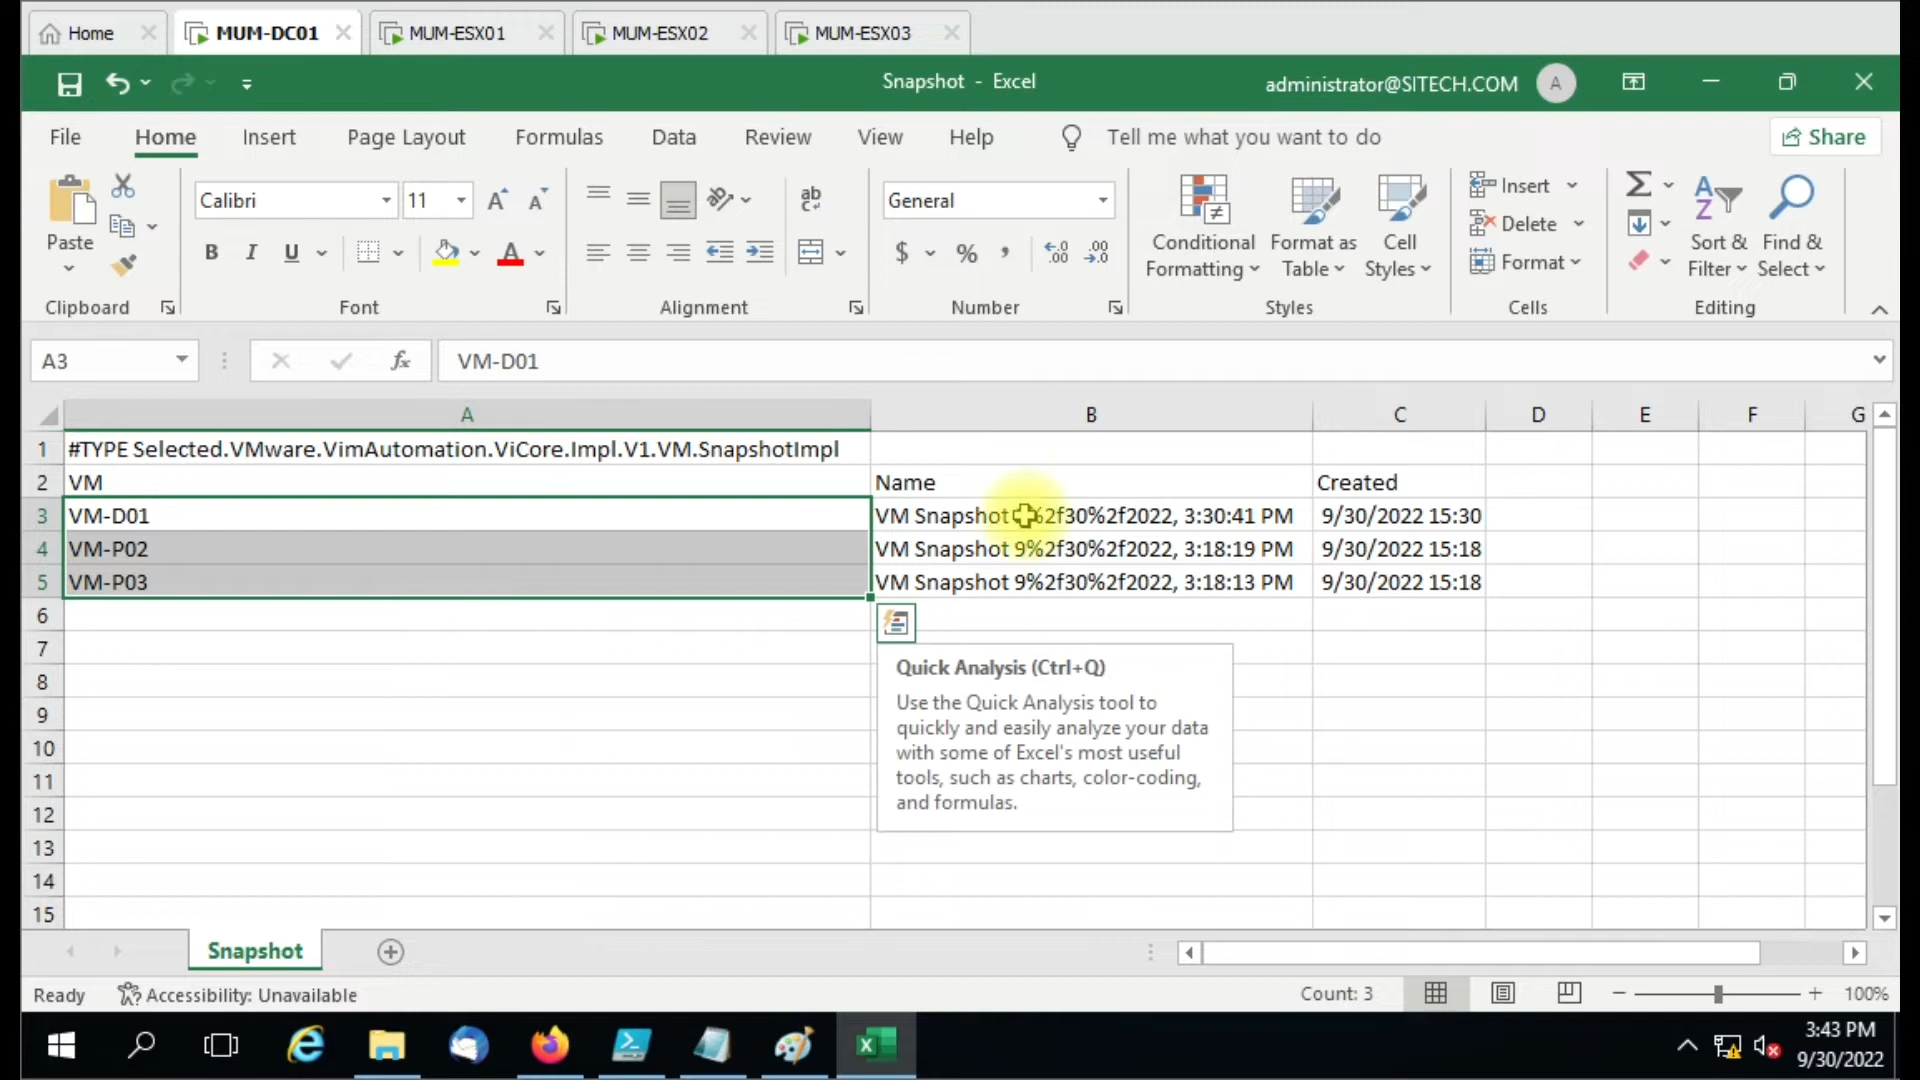 Home
MUM-DC01
MUM-ESX01
MUM-ESX02
MUM-ESX03
Snapshot - Excel
administrator@SITECH.COM
A
File
Home
Insert
Page Layout
Formulas
Data
Review
View
Help
Tell me what you want to do
Share
Paste
Clipboard
Calibri
11
B I U
Font
Alignment
General
Number
Conditional Formatting
Format as Table
Cell Styles
Styles
Insert
Delete
Format
Cells
Sort & Filter
Find & Select
Editing
A3
fx
VM-D01
A B C D E F G
1 #TYPE Selected.VMware.VimAutomation.ViCore.Impl.V1.VM.SnapshotImpl
2 VM Name Created
3 VM-D01 VM Snapshot %2f30%2f2022, 3:30:41 PM 9/30/2022 15:30
4 VM-P02 VM Snapshot 9%2f30%2f2022, 3:18:19 PM 9/30/2022 15:18
5 VM-P03 VM Snapshot 9%2f30%2f2022, 3:18:13 PM 9/30/2022 15:18
6
7
8
9
10
11
12
13
14
15
Quick Analysis (Ctrl+Q)
Use the Quick Analysis tool to
quickly and easily analyze your data
with some of Excel's most useful
tools, such as charts, color-coding,
and formulas.
Snapshot
Ready
Accessibility: Unavailable
Count: 3
100%
3:43 PM
9/30/2022